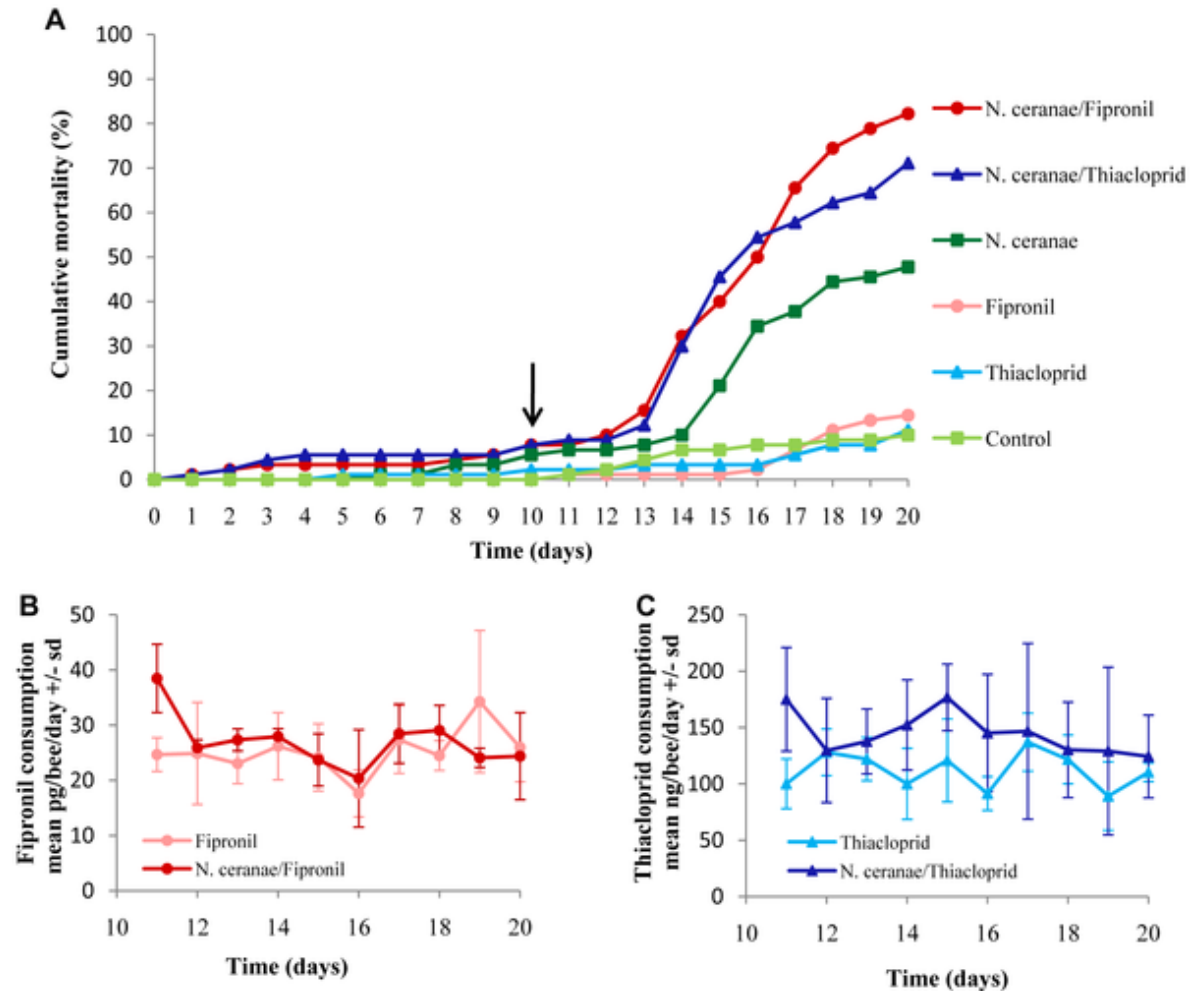 A
Cumulative mortality (%)
100
90
80
70
60
50
40
30
20
10
0
0 1 2 3 4 5 6 7 8 9 10 11 12 13 14 15 16 17 18 19 20
Time (days)
N. ceranae/Fipronil
N. ceranae/Thiacloprid
N. ceranae
Fipronil
Thiacloprid
Control
B
Fipronil consumption
mean pg/bee/day +/- sd
50
40
30
20
10
0
Fipronil
N. ceranae/Fipronil
10 12 14 16 18 20
Time (days)
C
Thiacloprid consumption
mean ng/bee/day +/- sd
250
200
150
100
50
0
Thiacloprid
N. ceranae/Thiacloprid
10 12 14 16 18 20
Time (days)